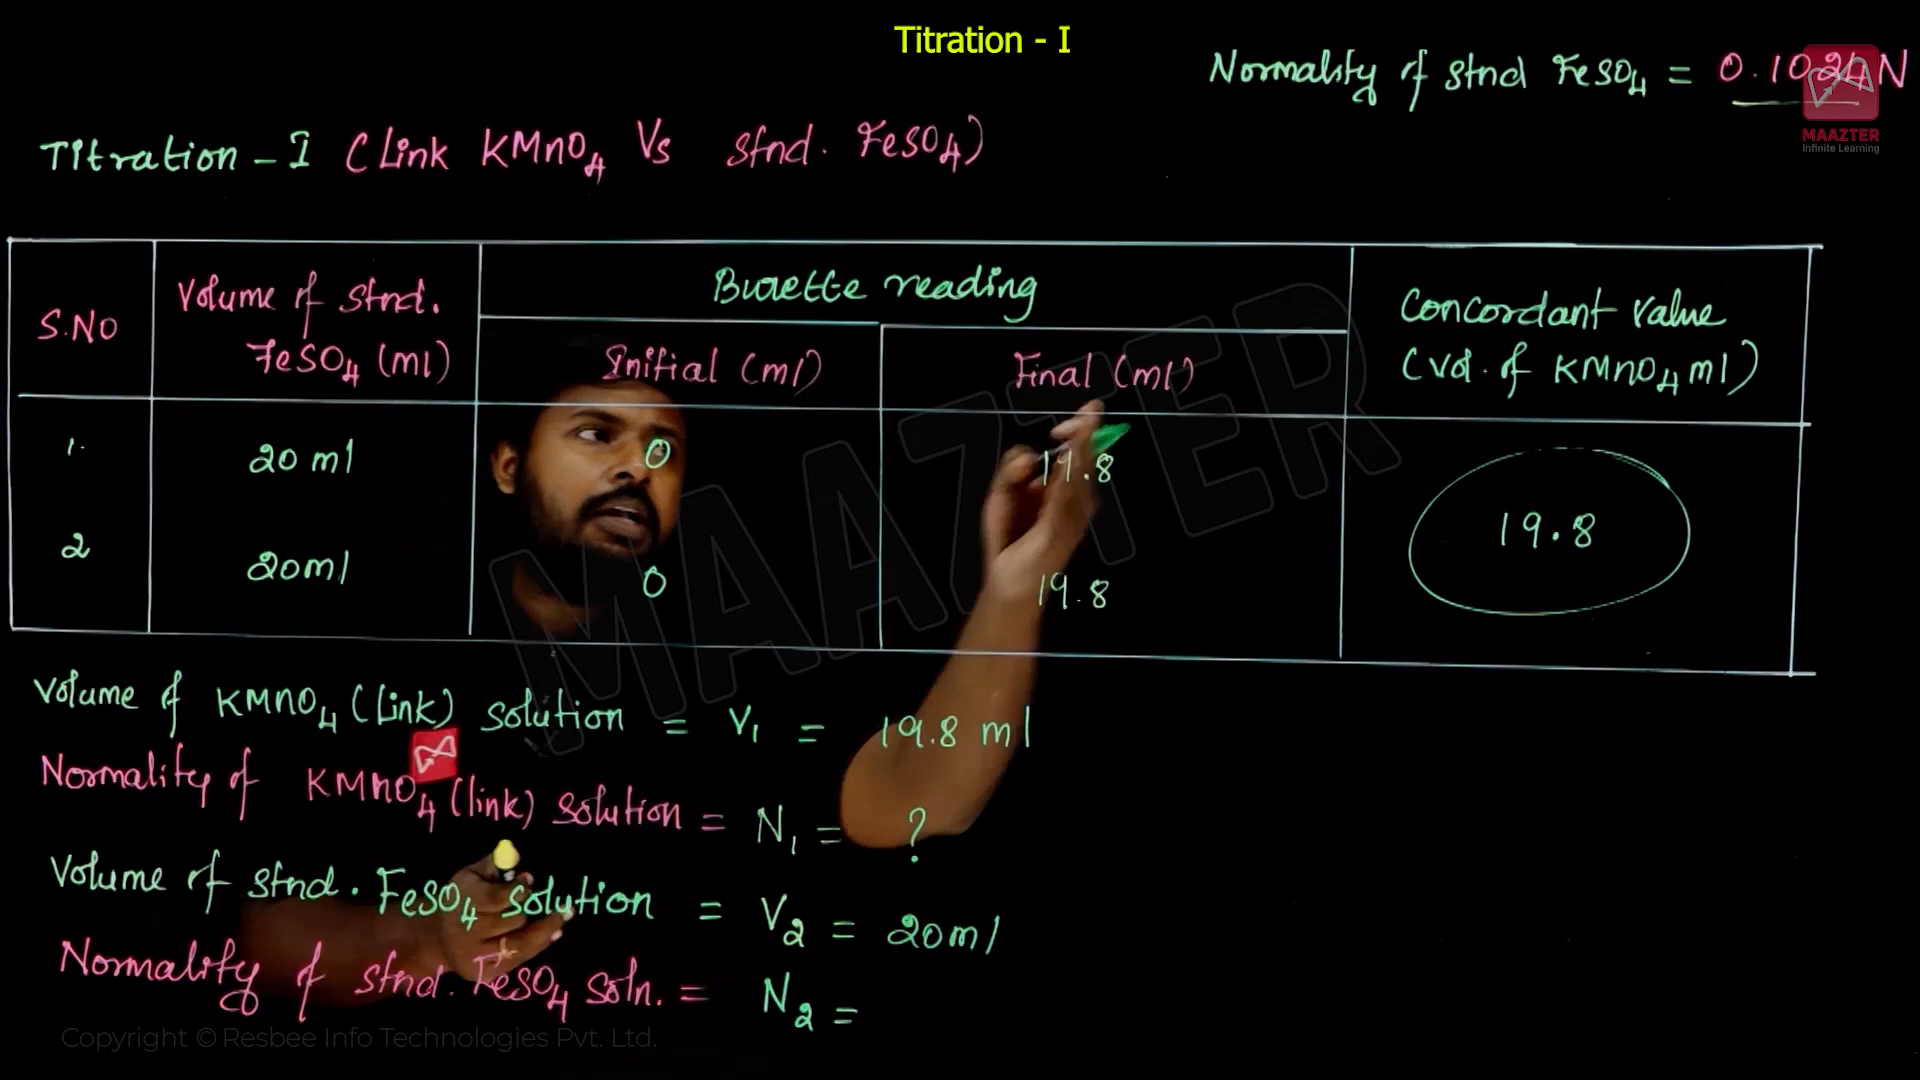 Titration - I
Normality of stnd FeSO4 = 0.1024 N
MAAZTER
Infinite Learning
Titration - I (Link KMnO4 Vs stnd. FeSO4)
S.NO
Volume of stnd. FeSO4 (ml)
Burette reading
Initial (ml)
Final (ml)
Concordant value (vol. of KMnO4 ml)
1. 20 ml 0 19.8
19.8
2 20ml 0 19.8
MAAZTER
Volume of KMnO4 (Link) solution = V1 = 19.8 ml
Normality of KMnO4 (link) solution = N1 = ?
Volume of stnd. FeSO4 solution = V2 = 20ml
Normality of stnd. FeSO4 soln. = N2 =
Copyright © Resbee Info Technologies Pvt. Ltd.